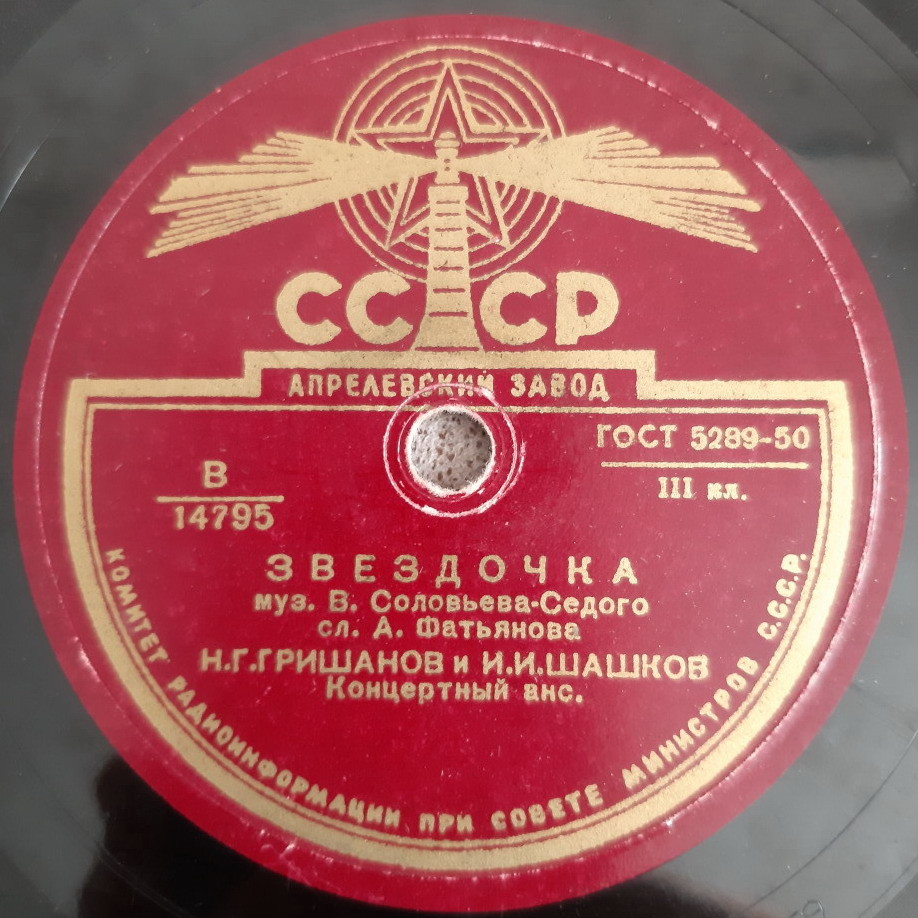 СССР
АПРЕЛЕВСКИЙ ЗАВОД
ГОСТ 5289-50
III кл.
В
14795
ЗВЕЗДОЧКА
муз. В. Соловьева-Седого
сл. А. Фатьянова
Н.Г.ГРИШАНОВ и И.И.ШАШКОВ
Концертный анс.
КОМИТЕТ РАДИОИНФОРМАЦИИ ПРИ СОВЕТЕ МИНИСТРОВ С.С.С.Р.